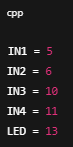 cpp
IN1 = 5
IN2 = 6
IN3 = 10
IN4 = 11
LED = 13